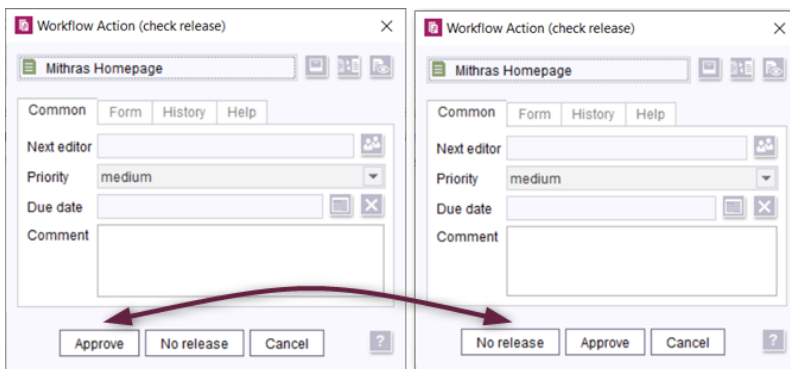 Workflow Action (check release)
Mithras Homepage
Common Form History Help
Next editor
Priority medium
Due date
Comment
Approve No release Cancel ?
Workflow Action (check release)
Mithras Homepage
Common Form History Help
Next editor
Priority medium
Due date
Comment
No release Approve Cancel ?